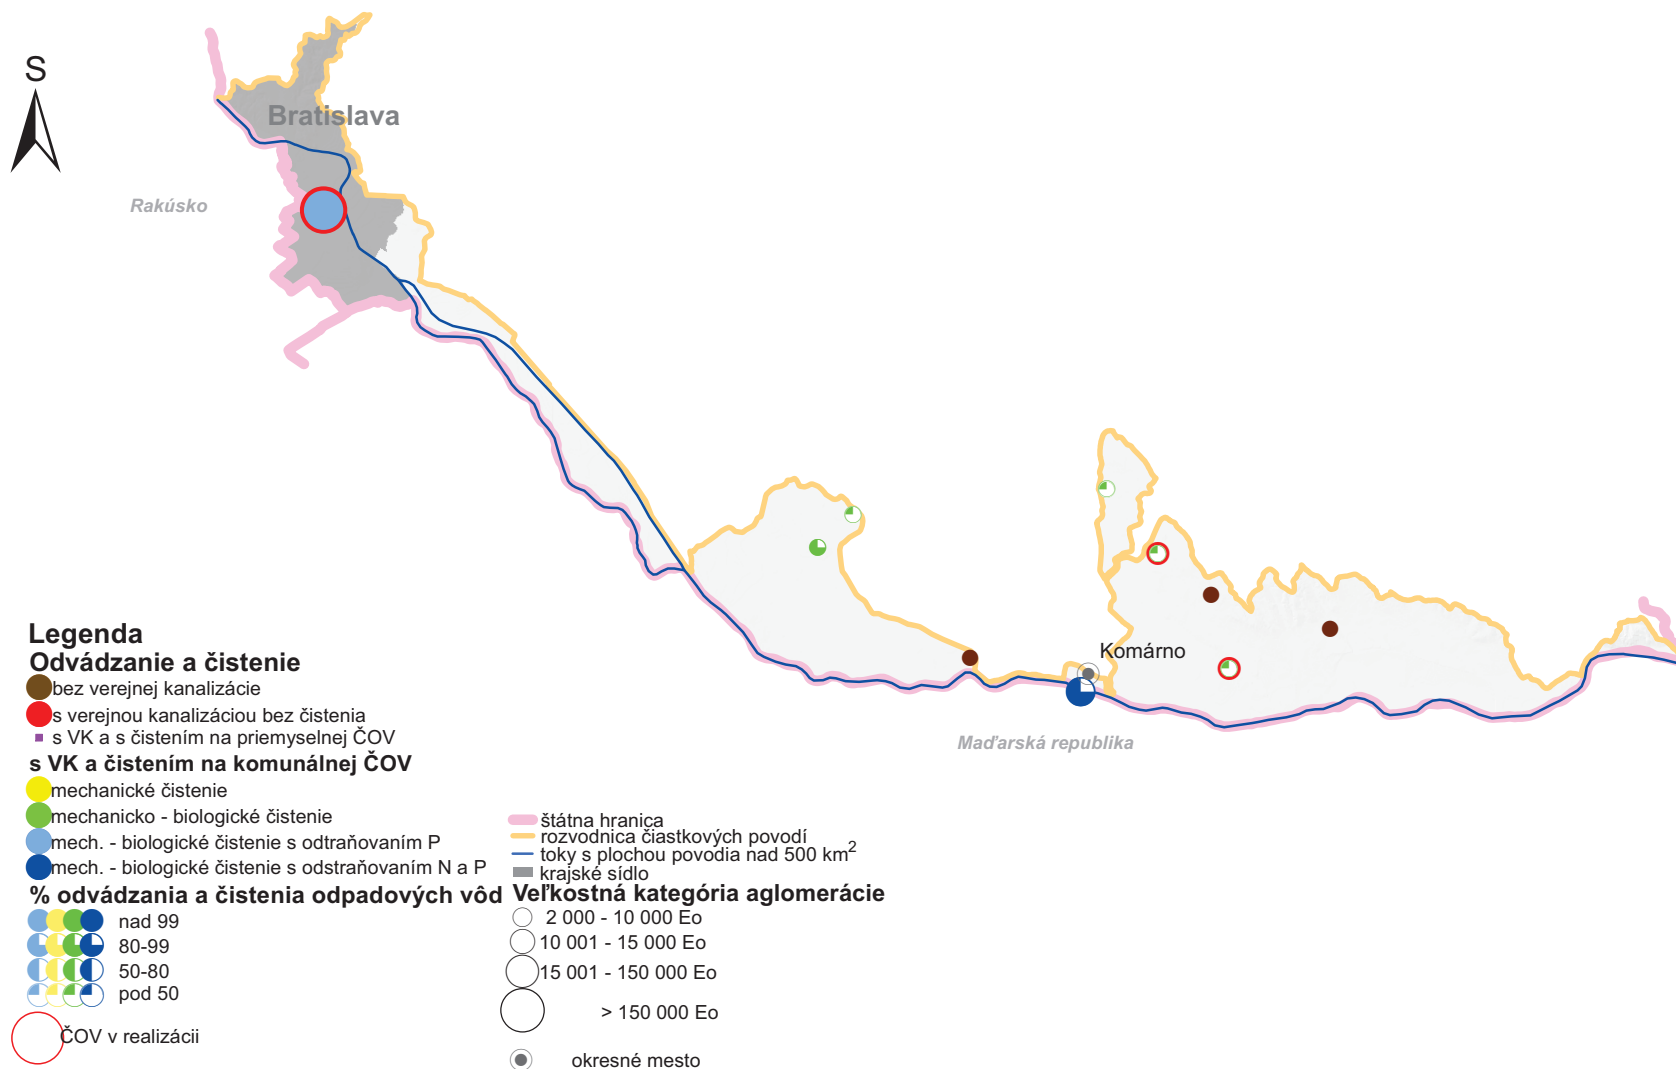 S
Bratislava
Rakúsko
Komárno
Maďarská republika
Legenda
Odvádzanie a čistenie
bez verejnej kanalizácie
s verejnou kanalizáciou bez čistenia
s VK a s čistením na priemyselnej ČOV
s VK a čistením na komunálnej ČOV
mechanické čistenie
mechanicko - biologické čistenie
mech. - biologické čistenie s odtraňovaním P
mech. - biologické čistenie s odstraňovaním N a P
% odvádzania a čistenia odpadových vôd
nad 99
80-99
50-80
pod 50
ČOV v realizácii
štátna hranica
rozvodnica čiastkových povodí
toky s plochou povodia nad 500 km²
krajské sídlo
Veľkostná kategória aglomerácie
2 000 - 10 000 Eo
10 001 - 15 000 Eo
15 001 - 150 000 Eo
> 150 000 Eo
okresné mesto